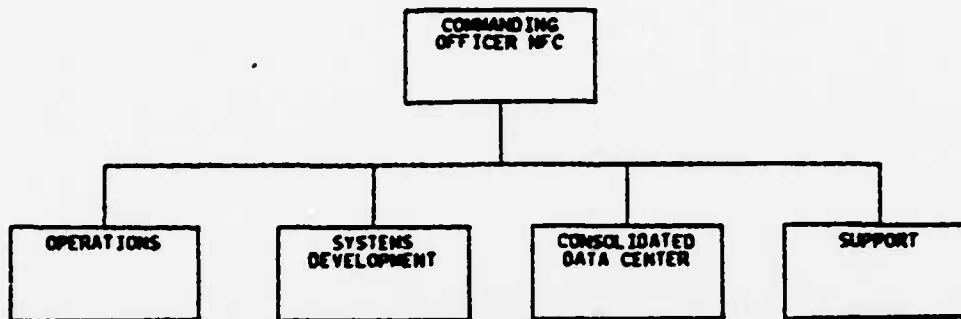 COMMANDING
OFFICER NFC
OPERATIONS
SYSTEMS
DEVELOPMENT
CONSOLIDATED
DATA CENTER
SUPPORT